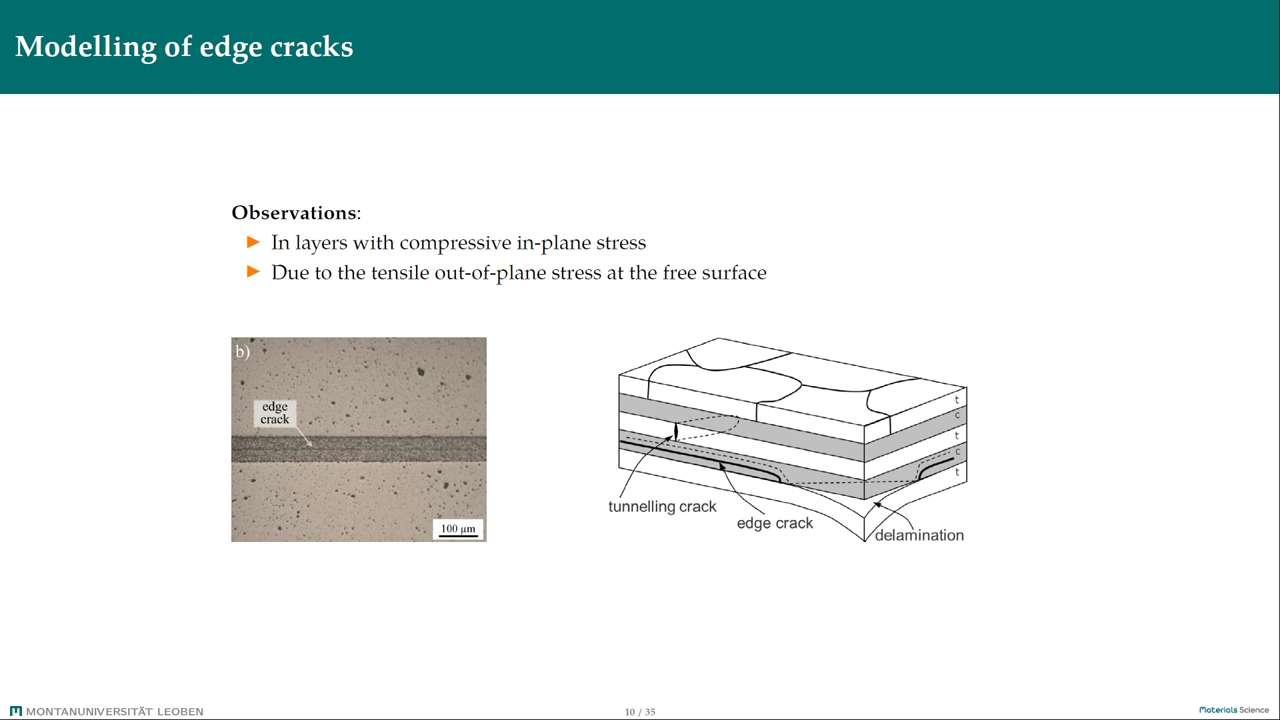 Modelling of edge cracks
Observations:
In layers with compressive in-plane stress
Due to the tensile out-of-plane stress at the free surface
b)
edge
crack
100 µm
t
c
t
c
t
tunnelling crack
edge crack
delamination
MONTANUNIVERSITÄT LEOBEN
10 / 35
Materials Science